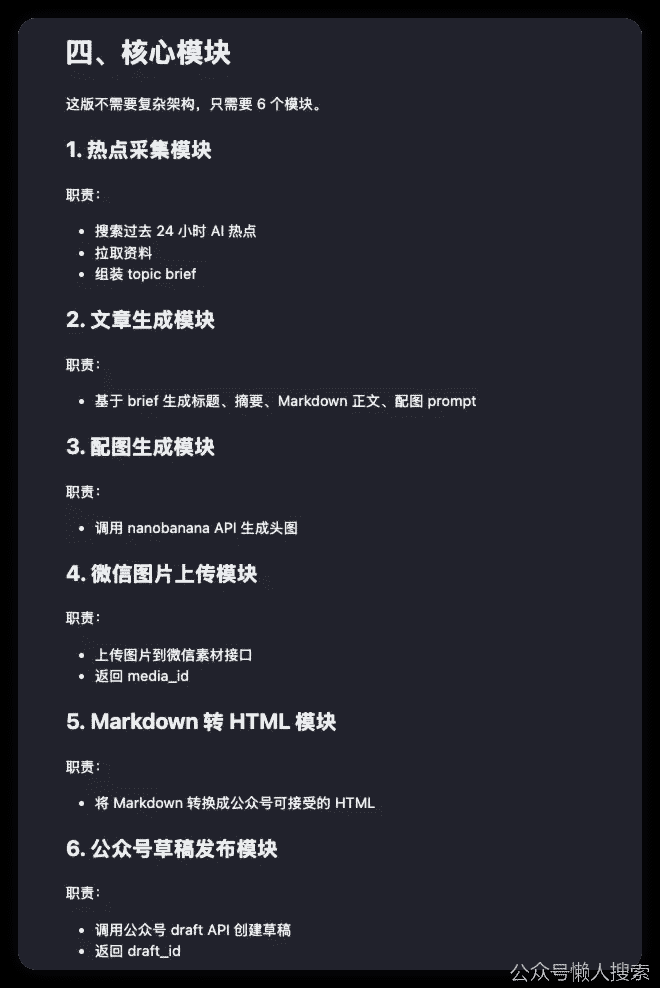 四、核心模块
这版不需要复杂架构，只需要 6 个模块。
1. 热点采集模块
职责：
• 搜索过去 24 小时 AI 热点
• 拉取资料
• 组装 topic brief
2. 文章生成模块
职责：
• 基于 brief 生成标题、摘要、Markdown 正文、配图 prompt
3. 配图生成模块
职责：
• 调用 nanobanana API 生成头图
4. 微信图片上传模块
职责：
• 上传图片到微信素材接口
• 返回 media_id
5. Markdown 转 HTML 模块
职责：
• 将 Markdown 转换成公众号可接受的 HTML
6. 公众号草稿发布模块
职责：
• 调用公众号 draft API 创建草稿
• 返回 draft_id
公众号懒人搜索